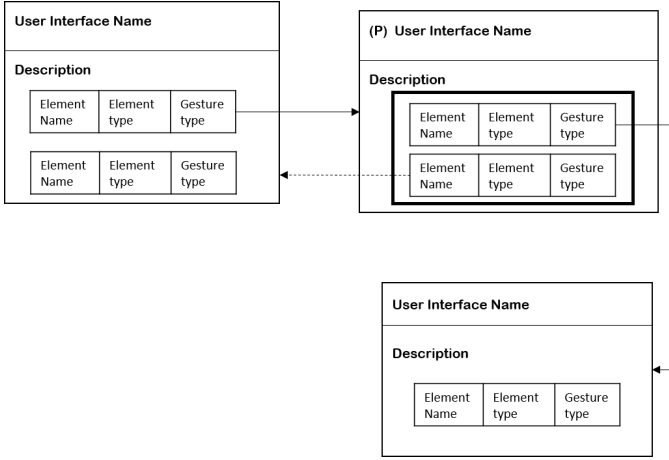 User Interface Name
Description
Element Name Element type Gesture type
Element Name Element type Gesture type
(P) User Interface Name
Description
Element Name Element type Gesture type
Element Name Element type Gesture type
User Interface Name
Description
Element Name Element type Gesture type